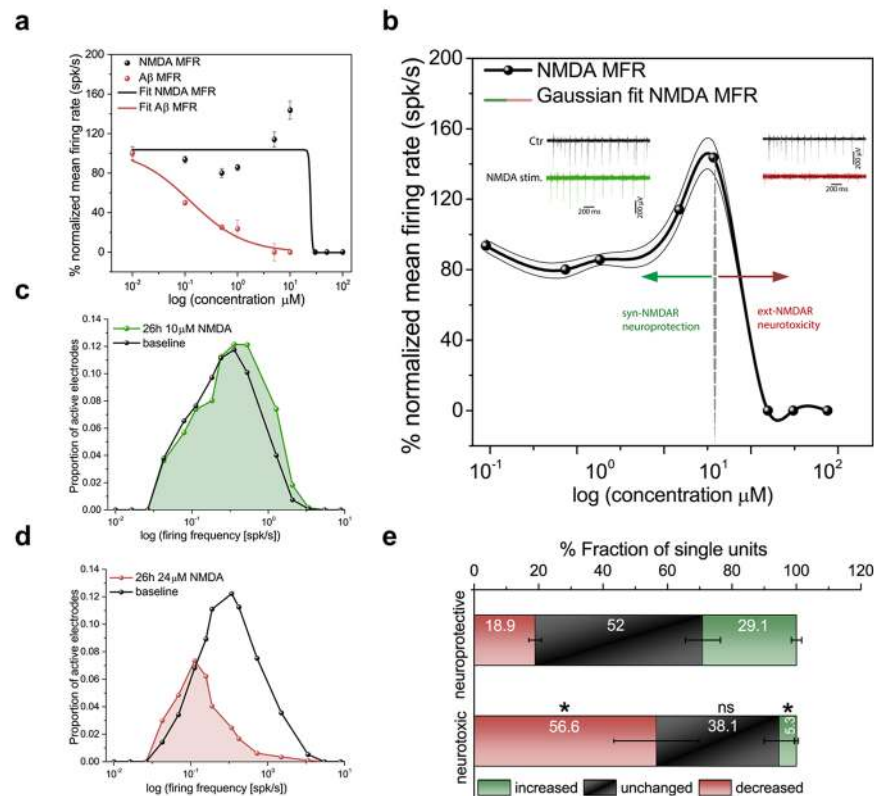 a
% normalized mean firing rate (spk/s)
200
160
120
80
40
0
NMDA MFR
Aβ MFR
Fit NMDA MFR
Fit Aβ MFR
10⁻² 10⁻¹ 10⁰ 10¹ 10²
log (concentration μM)
b
% normalized mean firing rate (spk/s)
200
160
120
80
40
0
NMDA MFR
Gaussian fit NMDA MFR
Ctr
NMDA stim.
200 ms
200 μV
200 ms
200 μV
200 μV
syn-NMDAR
neuroprotection
ext-NMDAR
neurotoxicity
10⁻¹ 10⁰ 10¹ 10²
log (concentration μM)
c
Proportion of active electrodes
0.14
0.12
0.10
0.08
0.06
0.04
0.02
0.00
26h 10μM NMDA
baseline
10⁻² 10⁻¹ 10⁰ 10¹
log (firing frequency [spk/s])
d
Proportion of active electrodes
0.14
0.12
0.10
0.08
0.06
0.04
0.02
0.00
26h 24μM NMDA
baseline
10⁻² 10⁻¹ 10⁰ 10¹
log (firing frequency [spk/s])
e
% Fraction of single units
0 20 40 60 80 100 120
neuroprotective
18.9 52 29.1
neurotoxic
* ns *
56.6 38.1 5.3
increased unchanged decreased